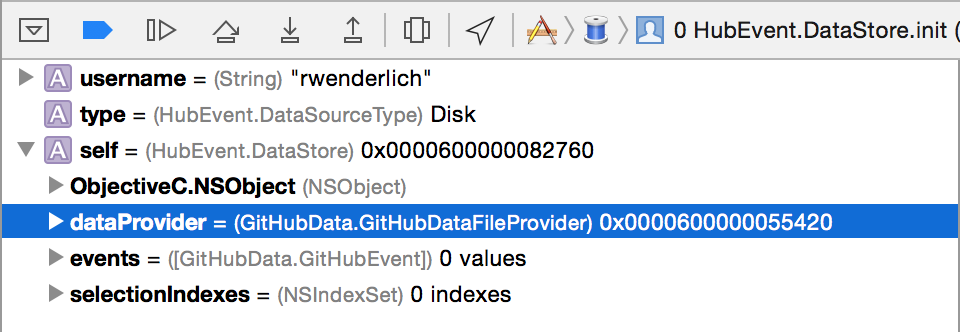 0 HubEvent.DataStore.init (
A username = (String) "rwenderlich"
A type = (HubEvent.DataSourceType) Disk
A self = (HubEvent.DataStore) 0x0000600000082760
ObjectiveC.NSObject (NSObject)
dataProvider = (GitHubData.GitHubDataFileProvider) 0x0000600000055420
events = ([GitHubData.GitHubEvent]) 0 values
selectionIndexes = (NSIndexSet) 0 indexes